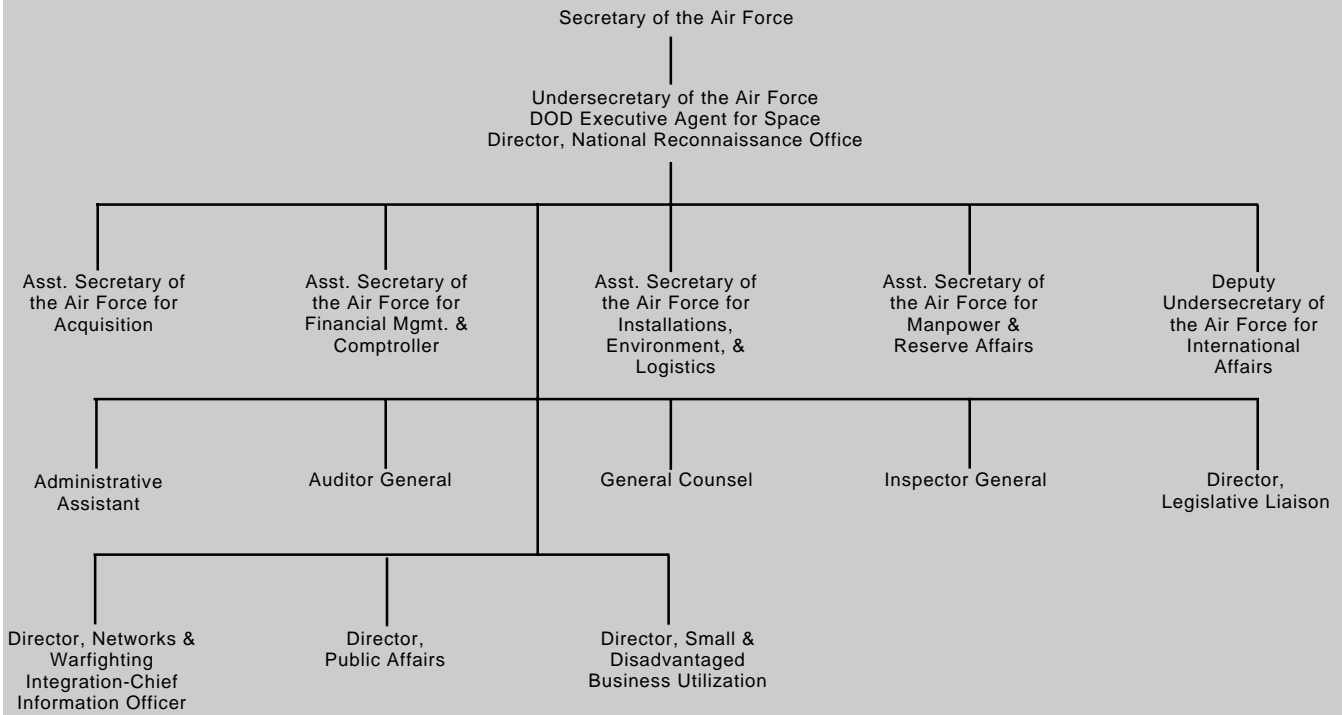 Secretary of the Air Force
Undersecretary of the Air Force
DOD Executive Agent for Space
Director, National Reconnaissance Office
Asst. Secretary of
the Air Force for
Acquisition
Asst. Secretary of
the Air Force for
Financial Mgmt. &
Comptroller
Asst. Secretary of
the Air Force for
Installations,
Environment, &
Logistics
Asst. Secretary of
the Air Force for
Manpower &
Reserve Affairs
Deputy
Undersecretary of
the Air Force for
International
Affairs
Administrative
Assistant
Auditor General
General Counsel
Inspector General
Director,
Legislative Liaison
Director, Networks &
Warfighting
Integration-Chief
Information Officer
Director,
Public Affairs
Director, Small &
Disadvantaged
Business Utilization